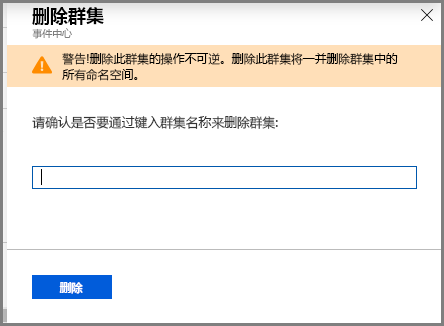 删除群集
事件中心
警告!删除此群集的操作不可逆。删除此群集将一并删除群集中的
所有命名空间。
请确认是否要通过键入群集名称来删除群集:
删除